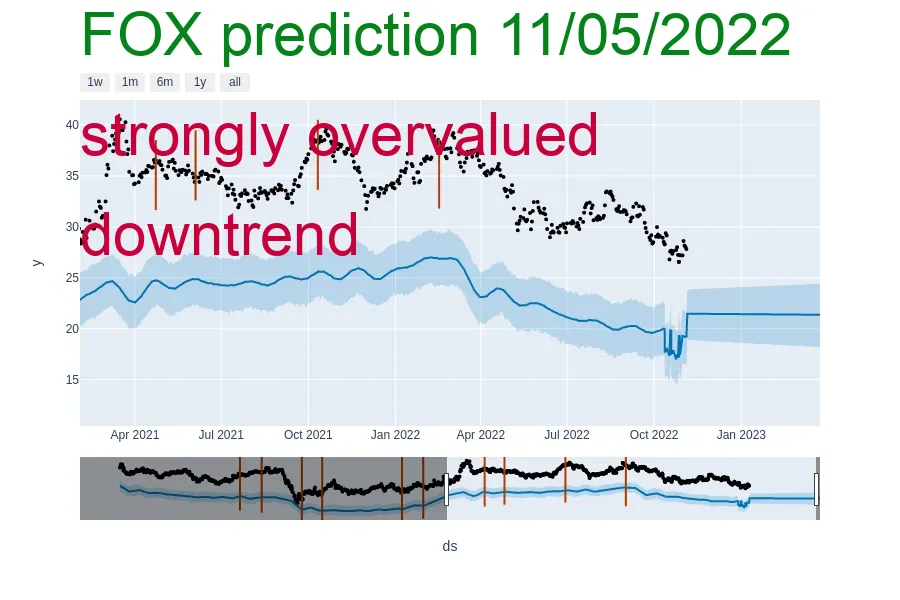 FOX prediction 11/05/2022
1w 1m 6m 1y all
strongly overvalued
downtrend
40
35
30
25
20
15
y
Apr 2021 Jul 2021 Oct 2021 Jan 2022 Apr 2022 Jul 2022 Oct 2022 Jan 2023
ds